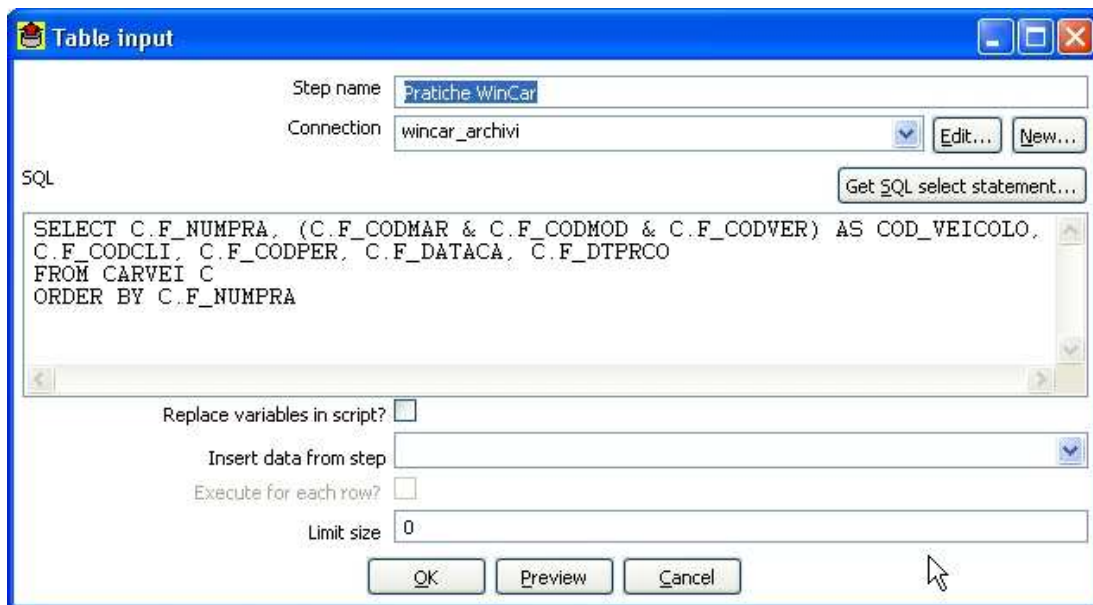 Table input
Step name Pratiche WinCar
Connection wincar_archivi Edit... New...
SQL Get SQL select statement...
SELECT C.F_NUMPRA, (C.F_CODMAR & C.F_CODMOD & C.F_CODVER) AS COD_VEICOLO,
C.F_CODCLI, C.F_CODPER, C.F_DATACA, C.F_DTPRCO
FROM CARVEI C
ORDER BY C.F_NUMPRA
Replace variables in script?
Insert data from step
Execute for each row?
Limit size 0
OK Preview Cancel